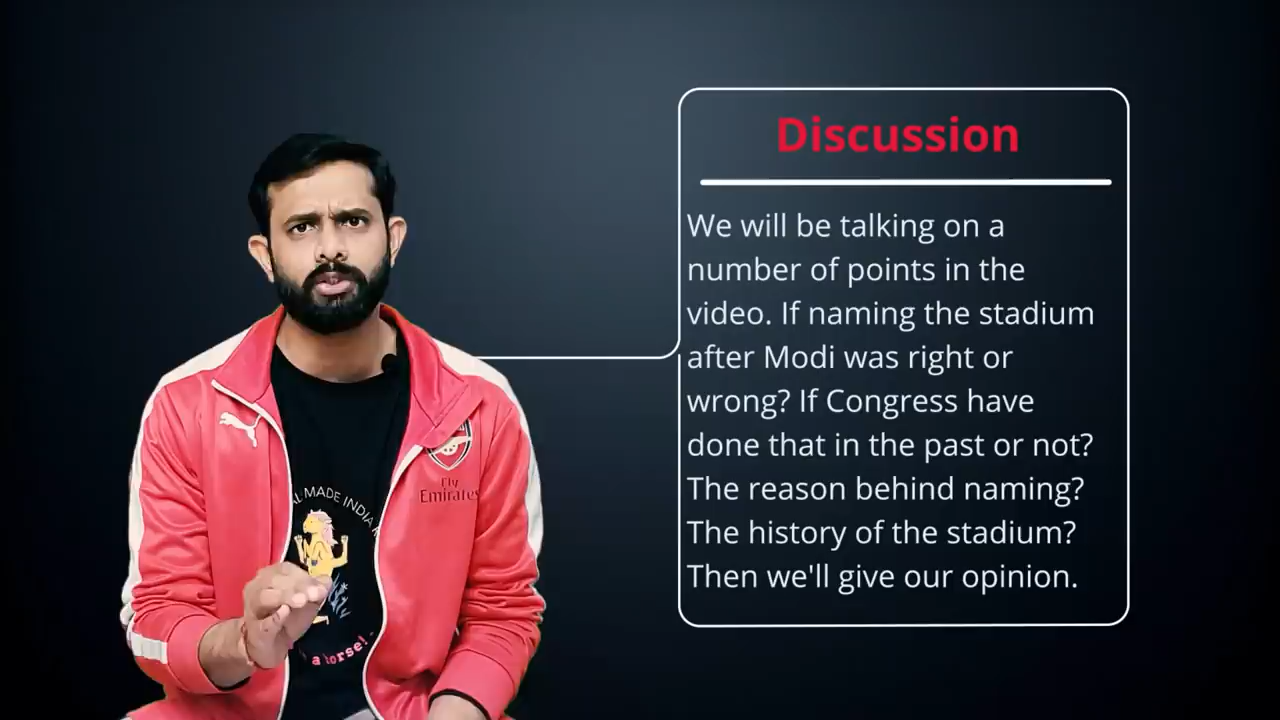 Discussion
We will be talking on a
number of points in the
video. If naming the stadium
after Modi was right or
wrong? If Congress have
done that in the past or not?
The reason behind naming?
The history of the stadium?
Then we'll give our opinion.
Fly
Emirates
MADE INDIA
a horse!